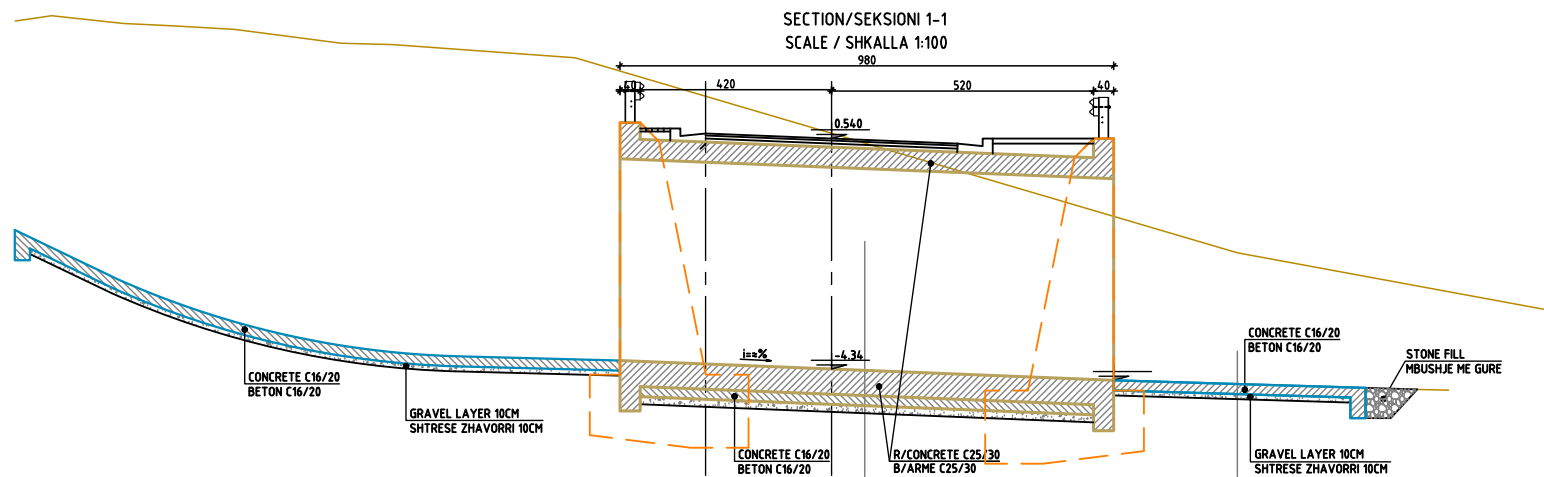 SECTION/SEKSIONI 1-1
SCALE / SHKALLA 1:100
980
40
420
520
40
0.540
i=2%
-4.34
CONCRETE C16/20
BETON C16/20
STONE FILL
MBUSHJE ME GURE
CONCRETE C16/20
BETON C16/20
GRAVEL LAYER 10CM
SHTRESE ZHAVORRI 10CM
CONCRETE C16/20
BETON C16/20
R/CONCRETE C25/30
B/ARME C25/30
GRAVEL LAYER 10CM
SHTRESE ZHAVORRI 10CM